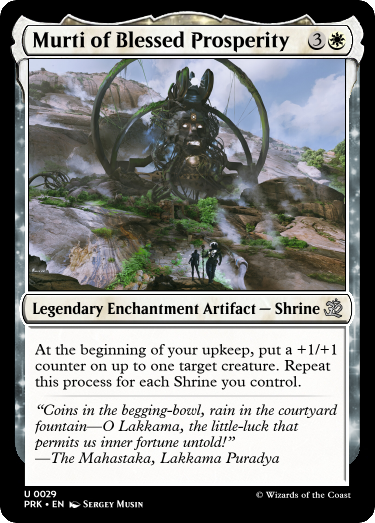 Murti of Blessed Prosperity 3
Legendary Enchantment Artifact — Shrine
At the beginning of your upkeep, put a +1/+1
counter on up to one target creature. Repeat
this process for each Shrine you control.
“Coins in the begging-bowl, rain in the courtyard
fountain—O Lakkama, the little-luck that
permits us inner fortune untold!”
—The Mahastaka, Lakkama Puradya
U 0029
PRK • EN Sergey Musin © Wizards of the Coast